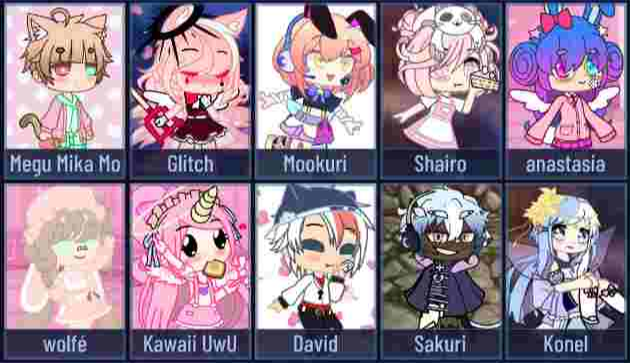 Megu Mika Mo
Glitch
Mookuri
Shairo
anastasia
wolfé
Kawaii UwU
David
Sakuri
Konel